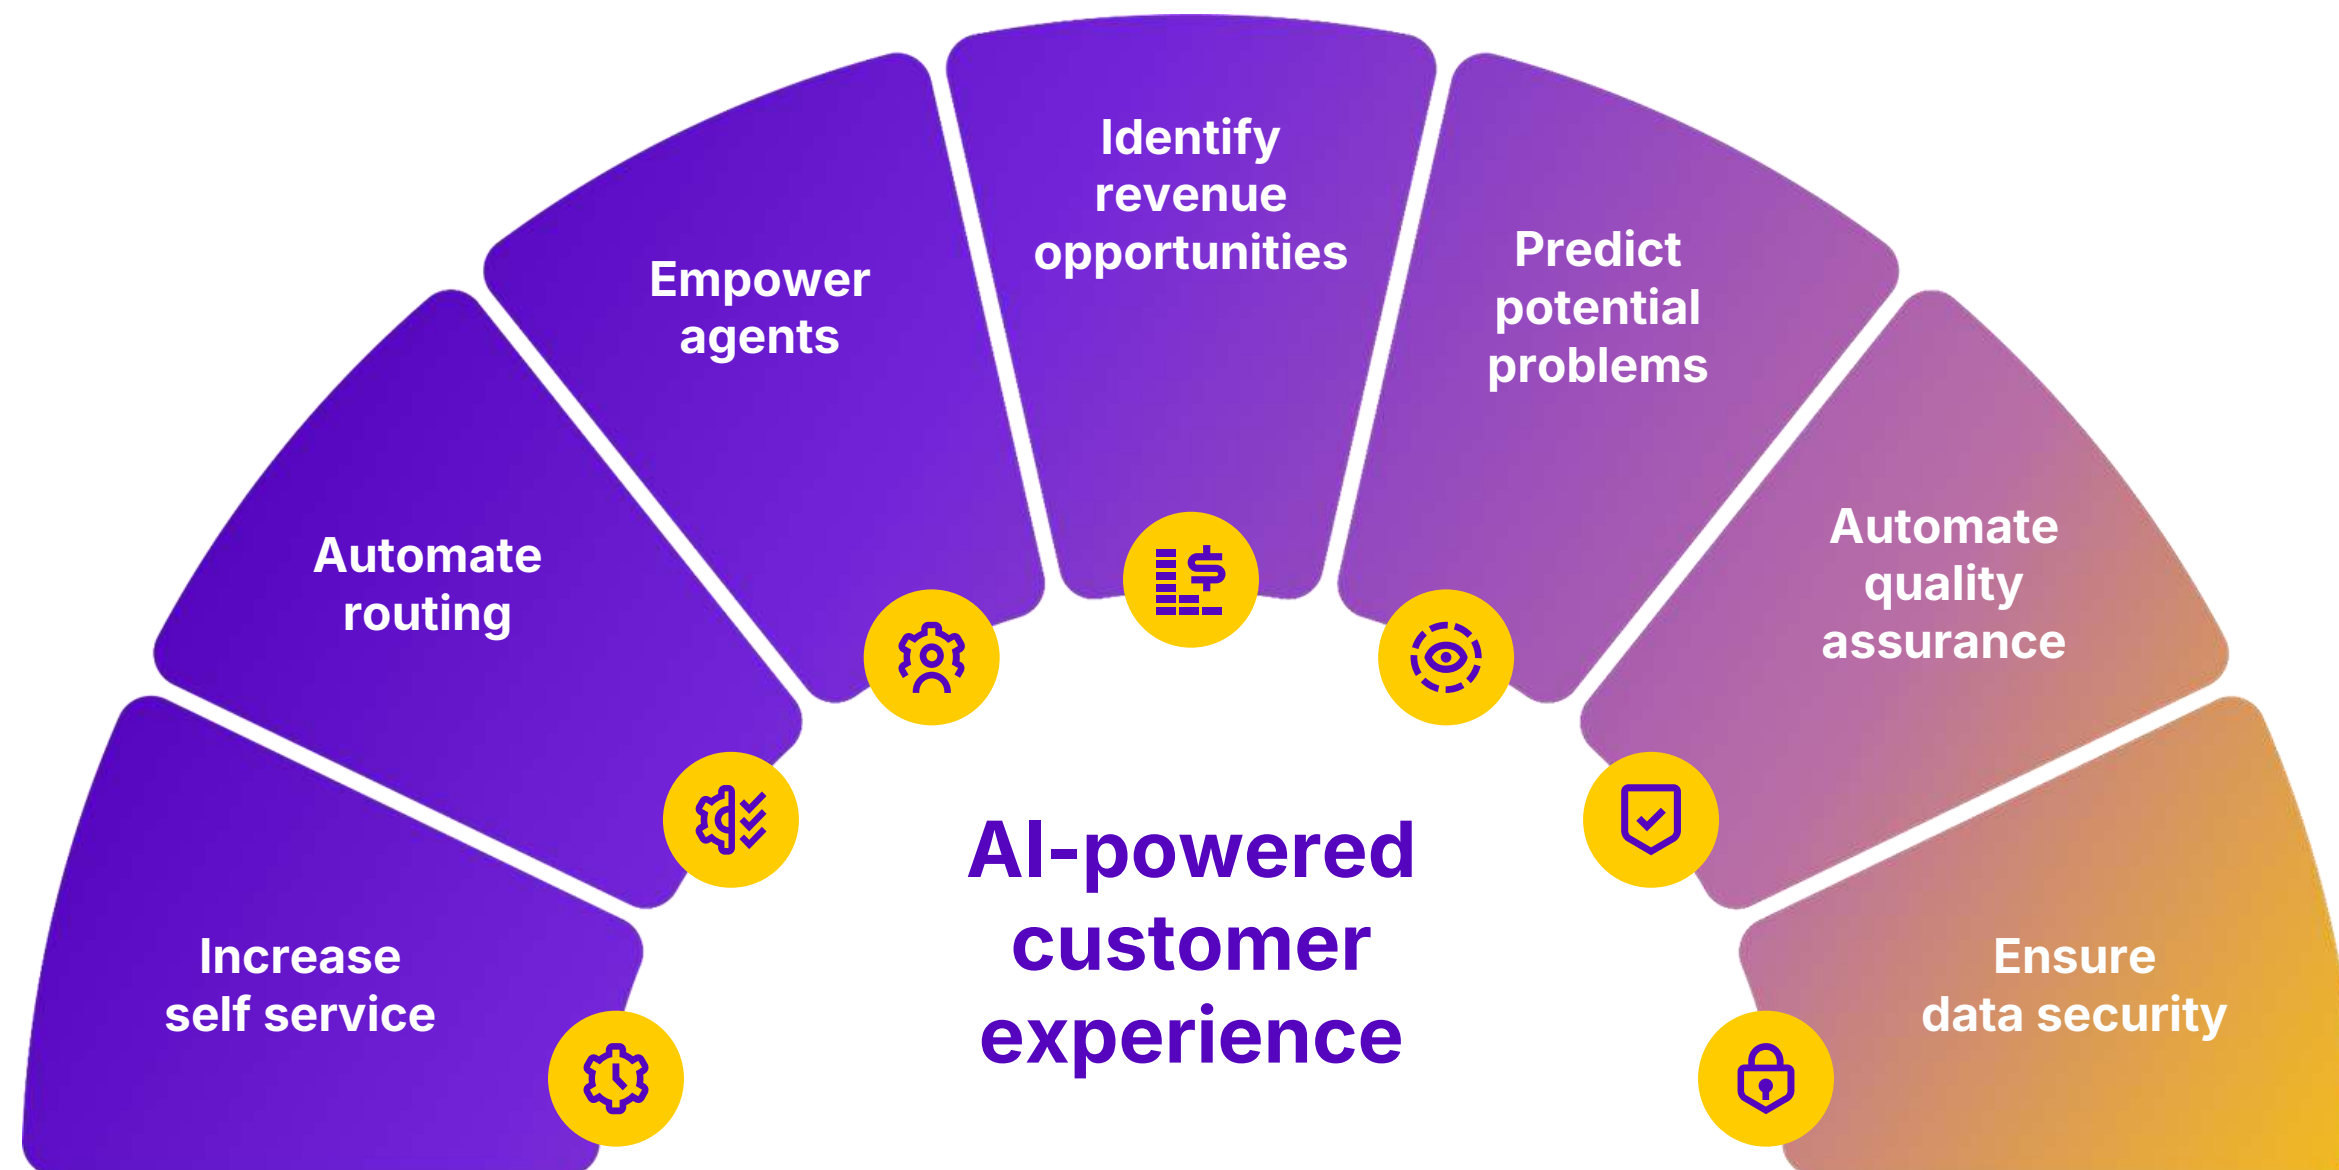 Identify
revenue
opportunities
Empower
agents
Predict
potential
problems
Automate
routing
Automate
quality
assurance
Increase
self service
Ensure
data security
AI-powered
customer
experience